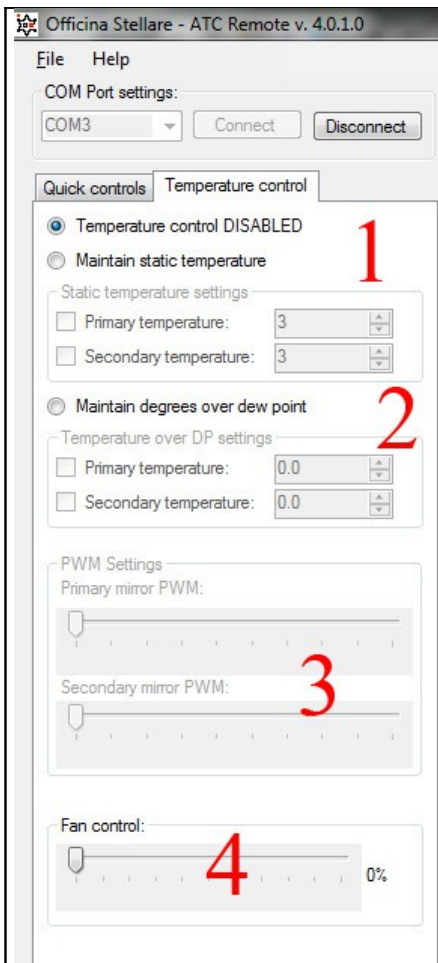 Officina Stellare - ATC Remote v. 4.0.1.0
File Help
COM Port settings:
COM3 Connect Disconnect
Quick controls Temperature control
Temperature control DISABLED
1
Maintain static temperature
Static temperature settings
Primary temperature: 3
Secondary temperature: 3
Maintain degrees over dew point
2
Temperature over DP settings
Primary temperature: 0.0
Secondary temperature: 0.0
PWM Settings
Primary mirror PWM:
Secondary mirror PWM:
3
Fan control:
4
0%